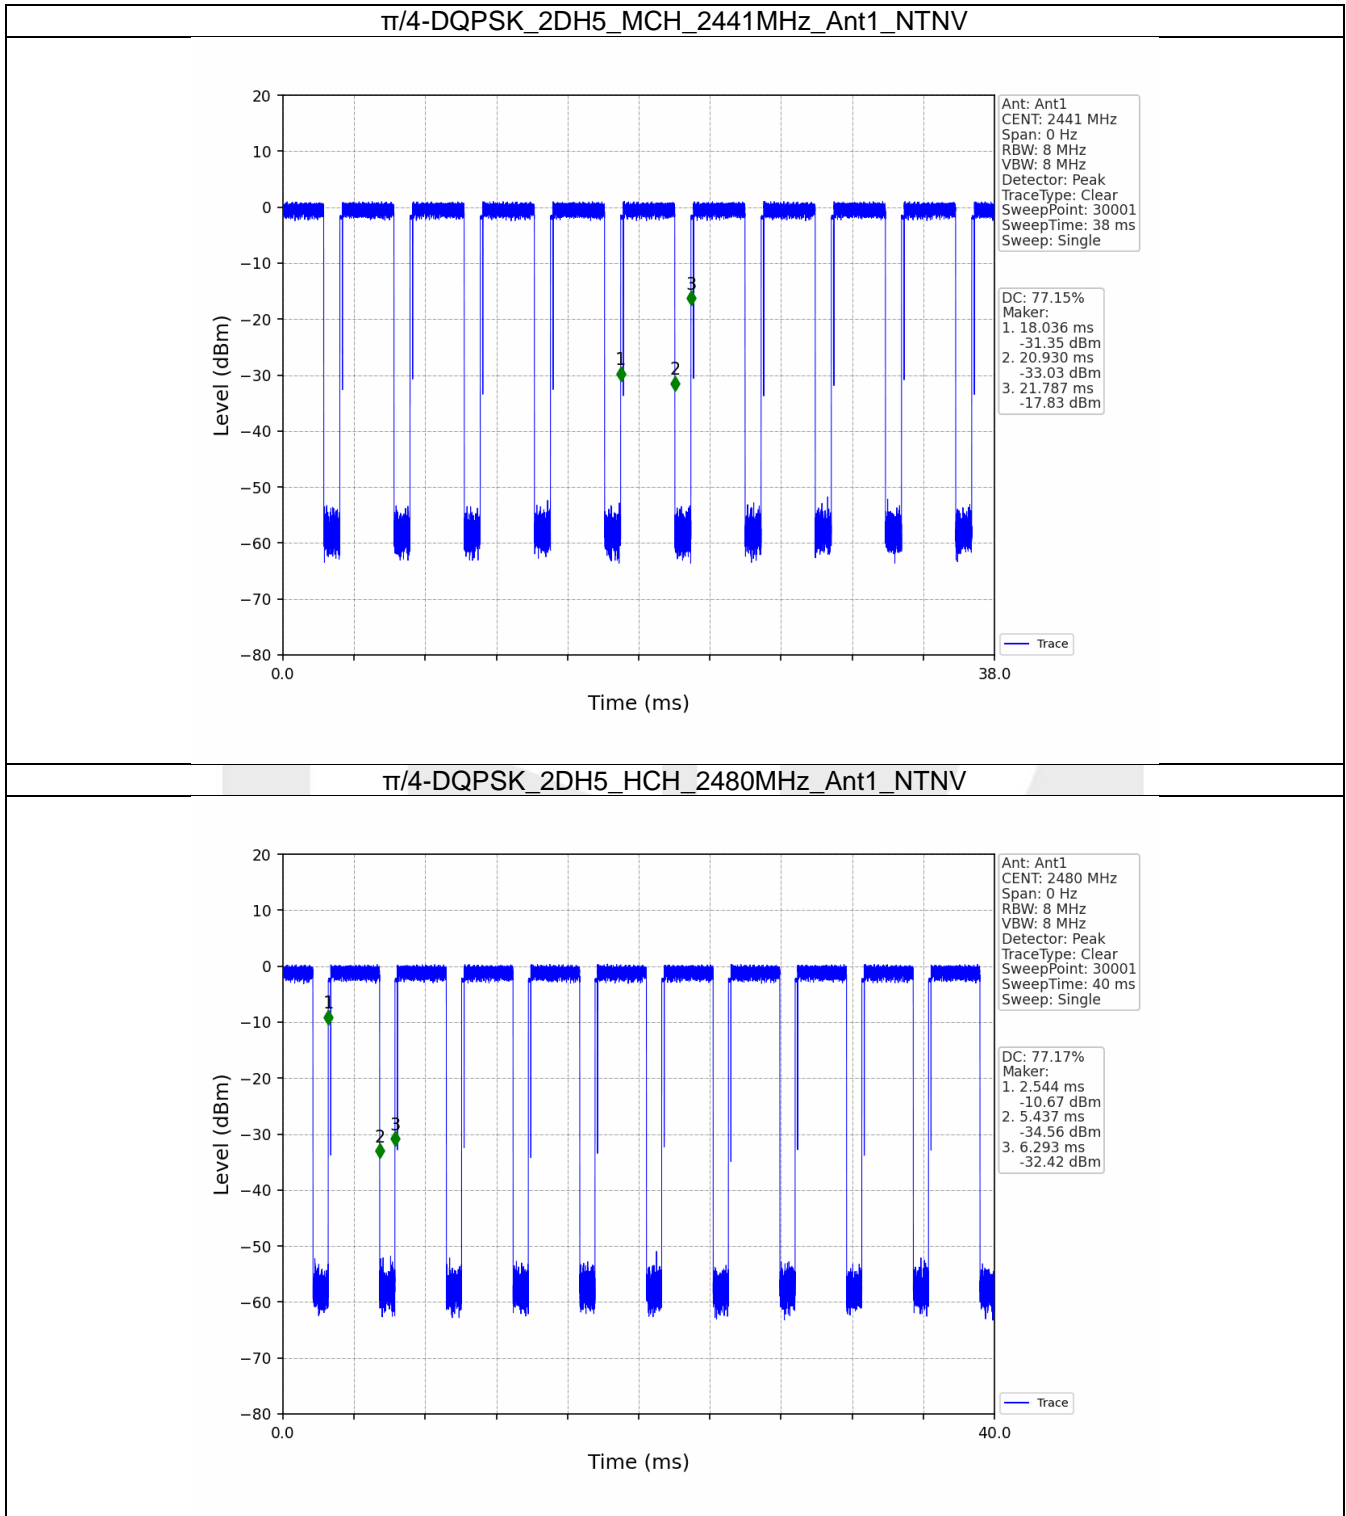 π/4-DQPSK_2DH5_MCH_2441MHz_Ant1_NTNV
20
10
0
−10
−20
−30
−40
−50
−60
−70
−80
Level (dBm)
0.0
38.0
Time (ms)
1
2
3
Ant: Ant1
CENT: 2441 MHz
Span: 0 Hz
RBW: 8 MHz
VBW: 8 MHz
Detector: Peak
TraceType: Clear
SweepPoint: 30001
SweepTime: 38 ms
Sweep: Single
DC: 77.15%
Maker:
1. 18.036 ms
-31.35 dBm
2. 20.930 ms
-33.03 dBm
3. 21.787 ms
-17.83 dBm
Trace
π/4-DQPSK_2DH5_HCH_2480MHz_Ant1_NTNV
20
10
0
−10
−20
−30
−40
−50
−60
−70
−80
Level (dBm)
0.0
40.0
Time (ms)
1
2
3
Ant: Ant1
CENT: 2480 MHz
Span: 0 Hz
RBW: 8 MHz
VBW: 8 MHz
Detector: Peak
TraceType: Clear
SweepPoint: 30001
SweepTime: 40 ms
Sweep: Single
DC: 77.17%
Maker:
1. 2.544 ms
-10.67 dBm
2. 5.437 ms
-34.56 dBm
3. 6.293 ms
-32.42 dBm
Trace